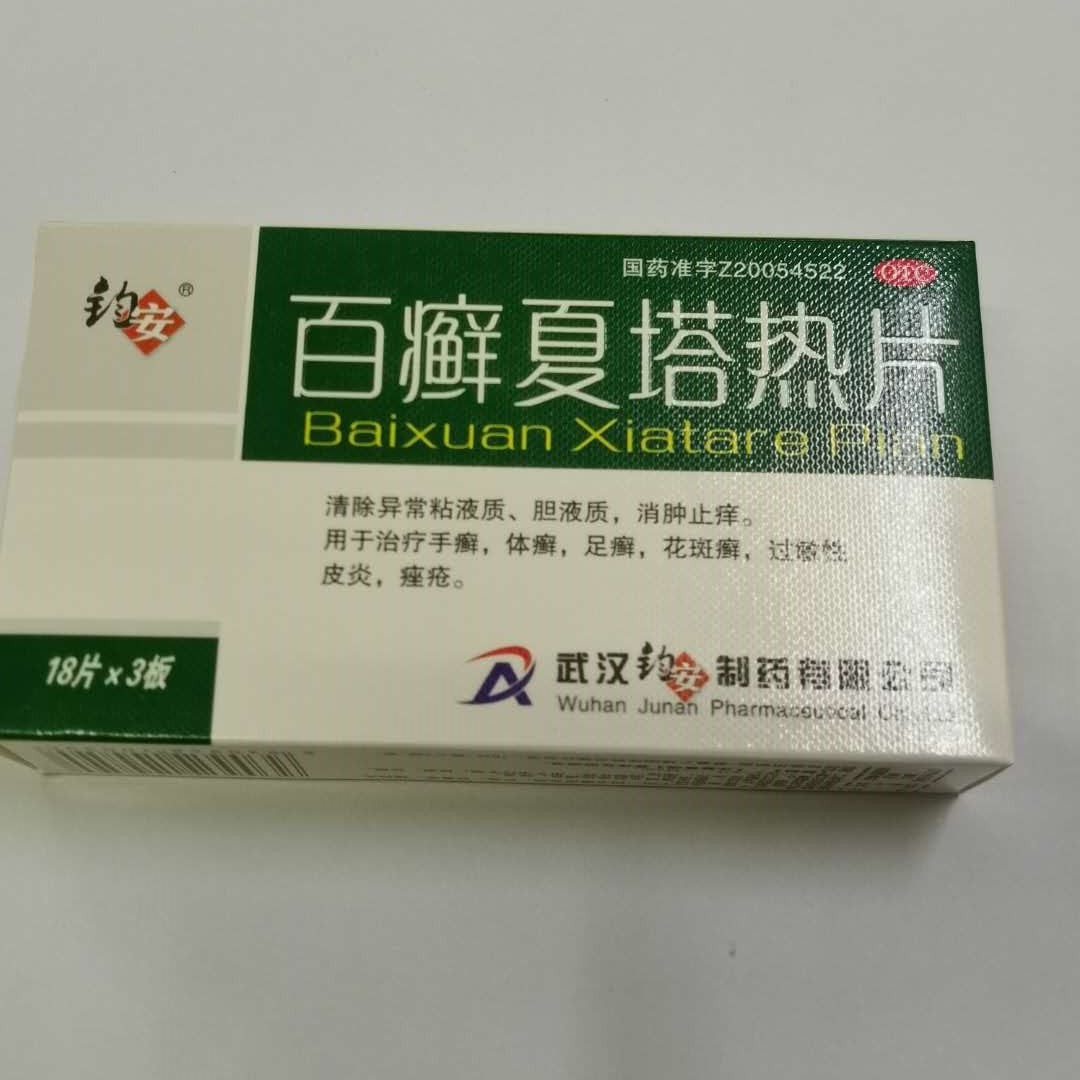 钧安®
国药准字Z20054522 OTC
百癣夏塔热片
Baixuan Xiatare Pian
清除异常粘液质、胆液质，消肿止痒。
用于治疗手癣，体癣，足癣，花斑癣，过敏性
皮炎，痤疮。
18片×3板
武汉钧安制药有限公司
Wuhan Junan Pharmaceutical